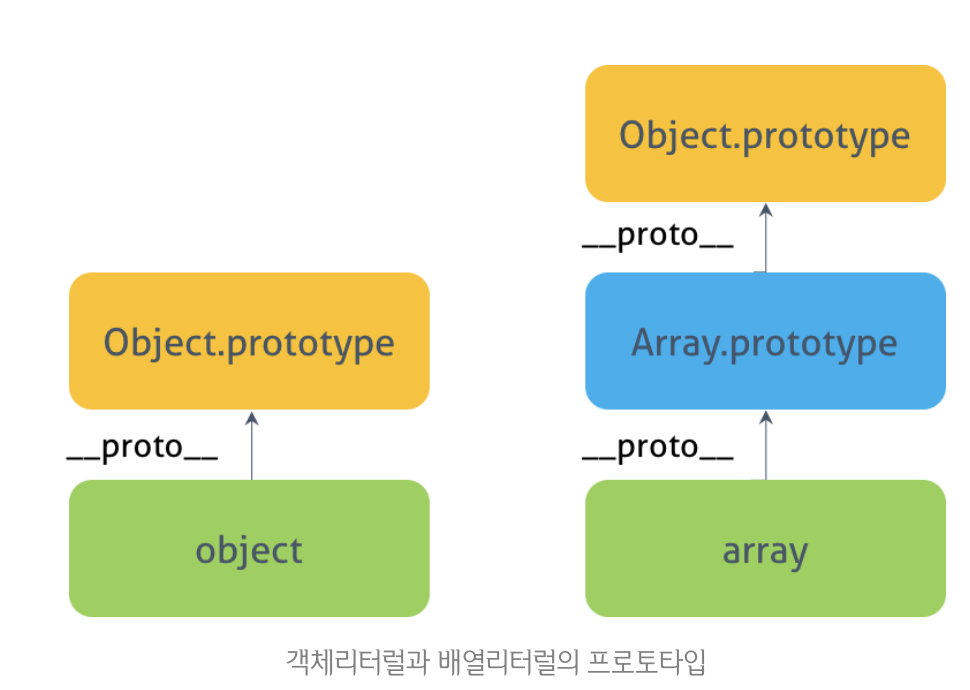 Object.prototype
__proto__
Object.prototype
Array.prototype
__proto__
__proto__
object
array
객체리터럴과 배열리터럴의 프로토타입